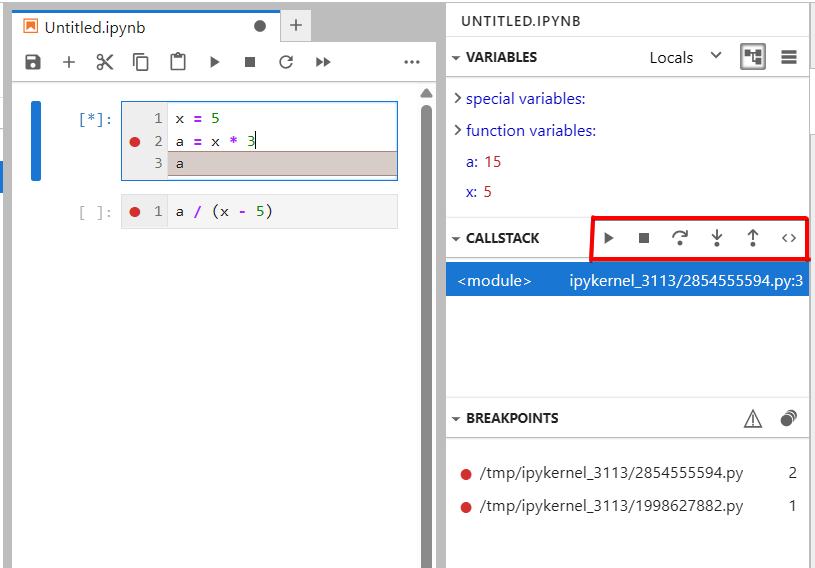 Untitled.ipynb
[*]:
1 x = 5
2 a = x * 3
3 a
[ ]:
1 a / (x - 5)
UNTITLED.IPYNB
VARIABLES Locals
special variables:
function variables:
a: 15
x: 5
CALLSTACK
<module> ipykernel_3113/2854555594.py:3
BREAKPOINTS
/tmp/ipykernel_3113/2854555594.py 2
/tmp/ipykernel_3113/1998627882.py 1